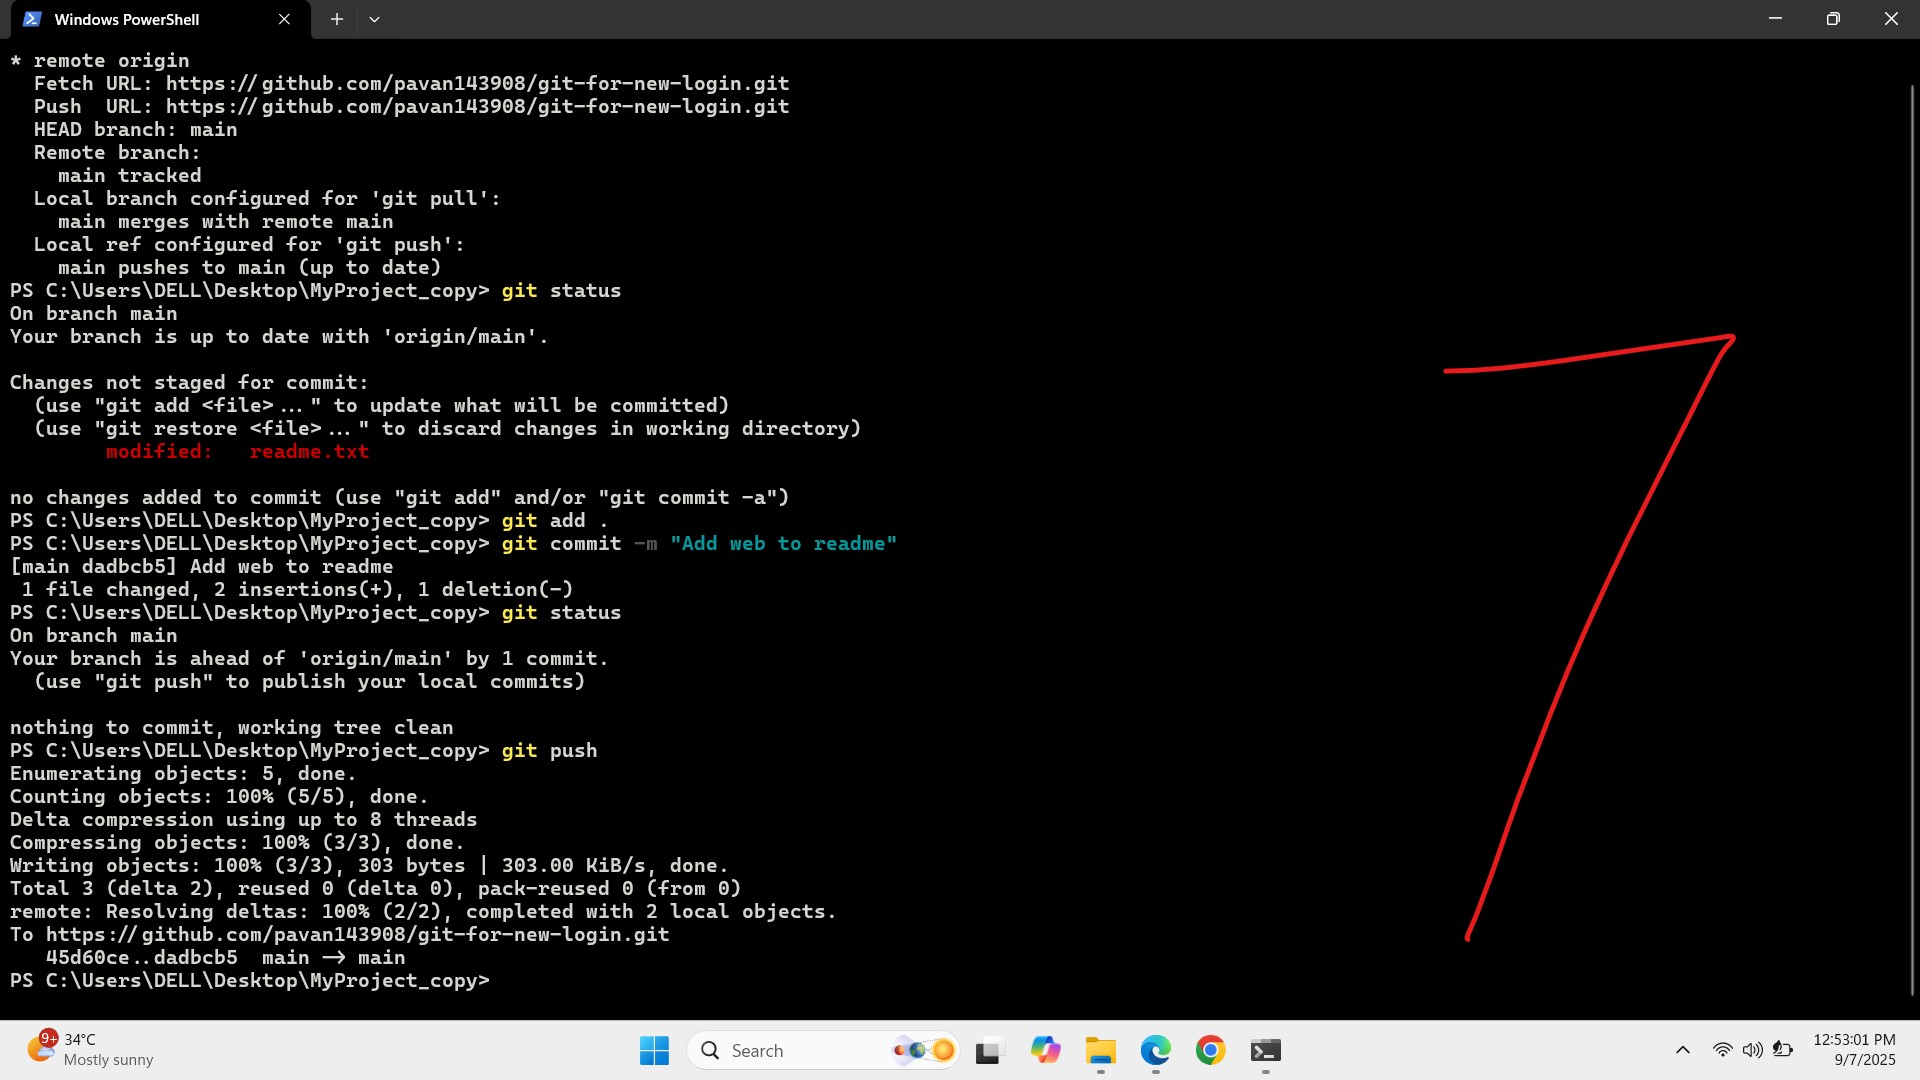 Windows PowerShell
* remote origin
  Fetch URL: https://github.com/pavan143908/git-for-new-login.git
  Push  URL: https://github.com/pavan143908/git-for-new-login.git
  HEAD branch: main
  Remote branch:
    main tracked
  Local branch configured for 'git pull':
    main merges with remote main
  Local ref configured for 'git push':
    main pushes to main (up to date)
PS C:\Users\DELL\Desktop\MyProject_copy> git status
On branch main
Your branch is up to date with 'origin/main'.

Changes not staged for commit:
  (use "git add <file>..." to update what will be committed)
  (use "git restore <file>..." to discard changes in working directory)
        modified:   readme.txt

no changes added to commit (use "git add" and/or "git commit -a")
PS C:\Users\DELL\Desktop\MyProject_copy> git add .
PS C:\Users\DELL\Desktop\MyProject_copy> git commit -m "Add web to readme"
[main dadbcb5] Add web to readme
 1 file changed, 2 insertions(+), 1 deletion(-)
PS C:\Users\DELL\Desktop\MyProject_copy> git status
On branch main
Your branch is ahead of 'origin/main' by 1 commit.
  (use "git push" to publish your local commits)

nothing to commit, working tree clean
PS C:\Users\DELL\Desktop\MyProject_copy> git push
Enumerating objects: 5, done.
Counting objects: 100% (5/5), done.
Delta compression using up to 8 threads
Compressing objects: 100% (3/3), done.
Writing objects: 100% (3/3), 303 bytes | 303.00 KiB/s, done.
Total 3 (delta 2), reused 0 (delta 0), pack-reused 0 (from 0)
remote: Resolving deltas: 100% (2/2), completed with 2 local objects.
To https://github.com/pavan143908/git-for-new-login.git
   45d60ce..dadbcb5  main -> main
PS C:\Users\DELL\Desktop\MyProject_copy>
7
9+
34°C
Mostly sunny
Search
12:53:01 PM
9/7/2025